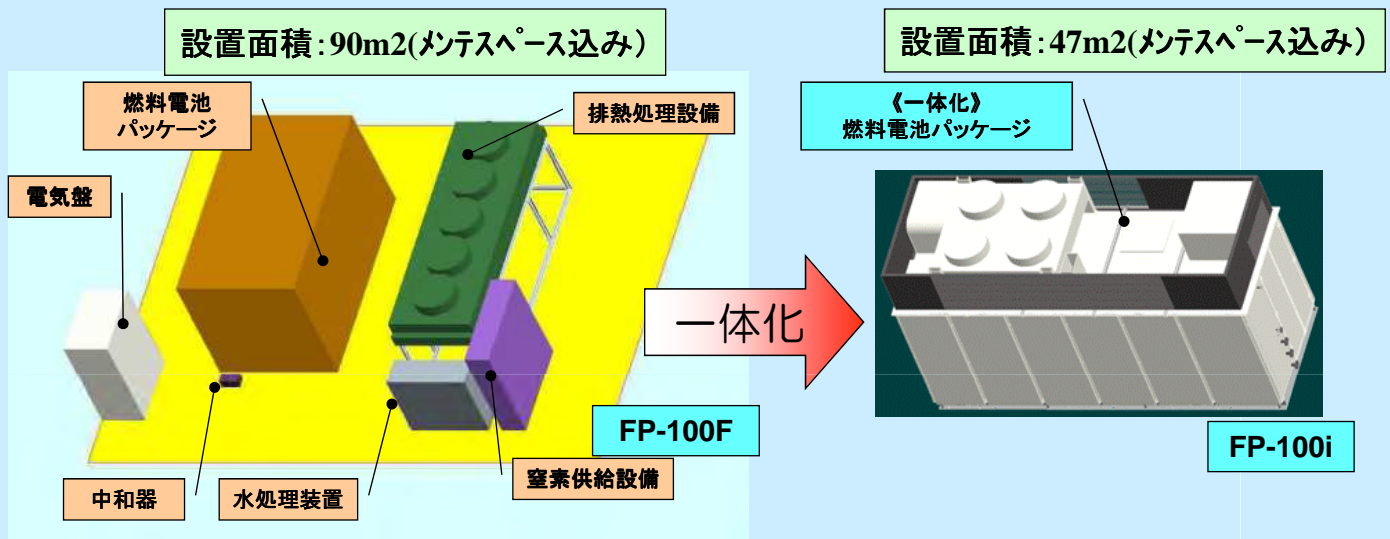 設置面積：90m2(メンテスペース込み)
設置面積：47m2(メンテスペース込み)
燃料電池
パッケージ
排熱処理設備
電気盤
《一体化》
燃料電池パッケージ
一体化
FP-100F
FP-100i
中和器
水処理装置
窒素供給設備